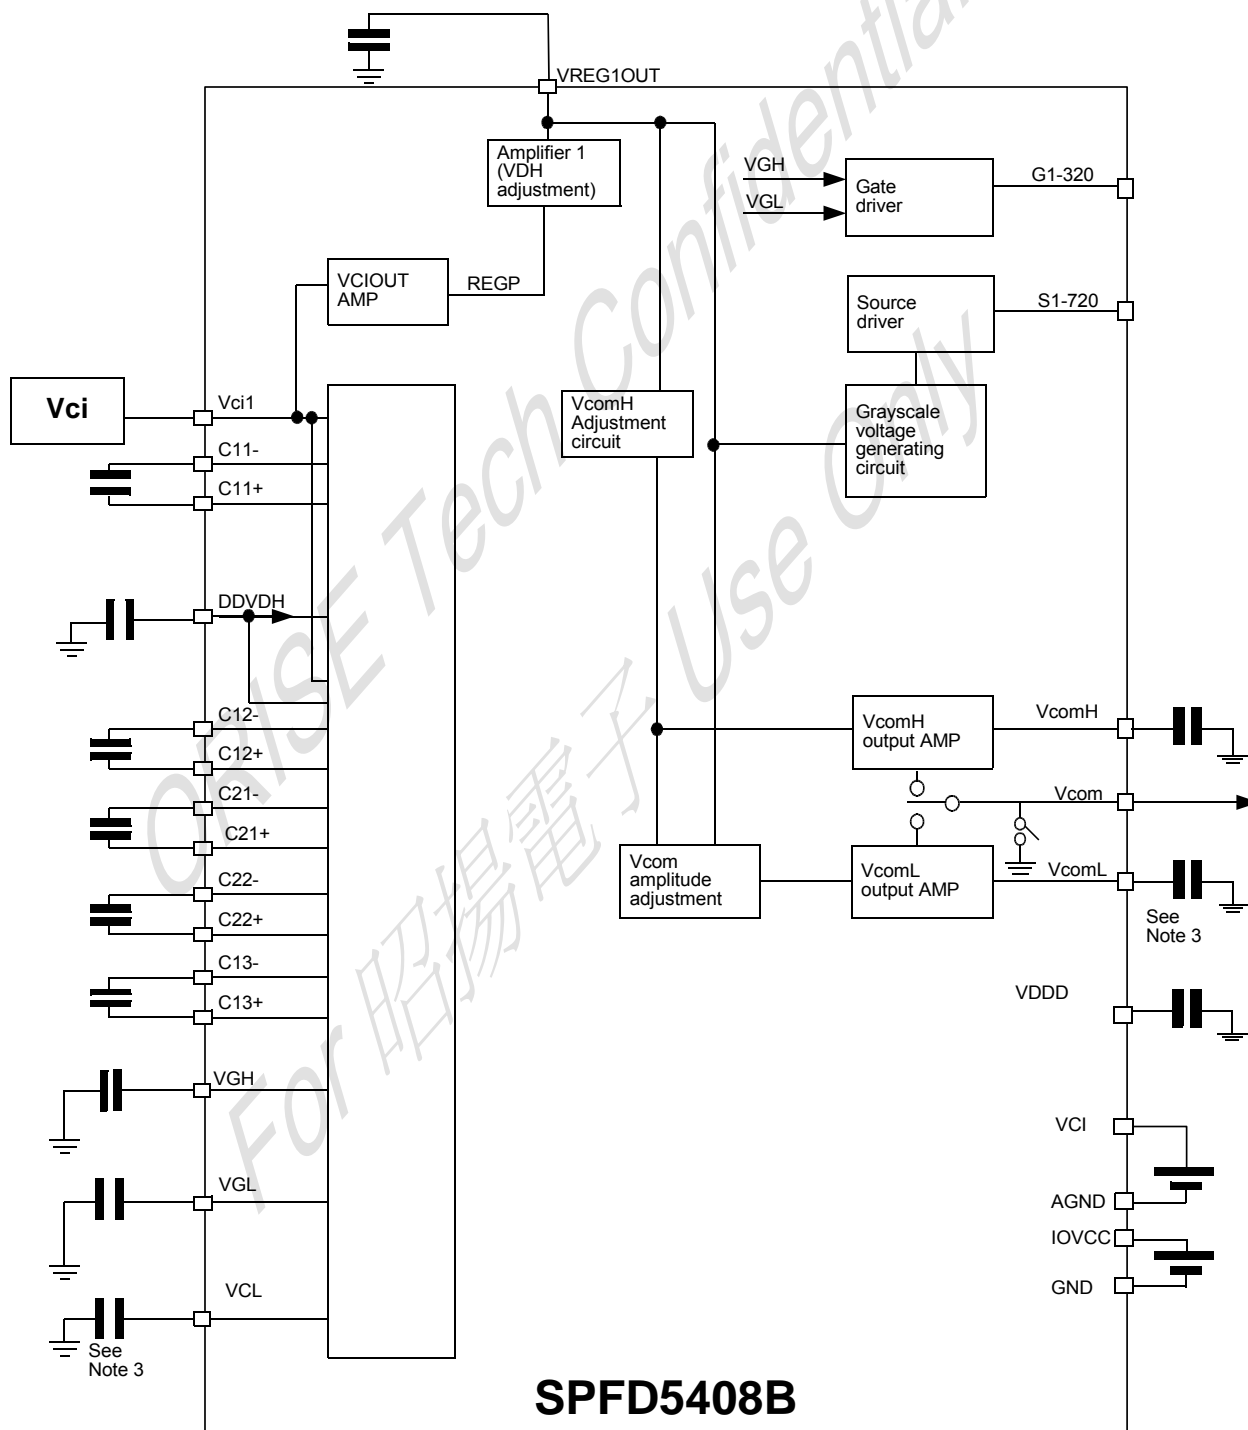 VREG1OUT
Amplifier 1
(VDH
adjustment)
VGH
VGL
Gate
driver
G1-320
VCIOUT
AMP
REGP
Source
driver
S1-720
Vci
Vci1
C11-
C11+
VcomH
Adjustment
circuit
Grayscale
voltage
generating
circuit
DDVDH
C12-
C12+
C21-
C21+
C22-
C22+
C13-
C13+
VcomH
output AMP
VcomH
Vcom
Vcom
amplitude
adjustment
VcomL
output AMP
VcomL
See
Note 3
VDDD
VGH
VCI
VGL
AGND
IOVCC
GND
VCL
See
Note 3
SPFD5408B
ORISE Tech Confidential
For 昭揚電子 Use Only